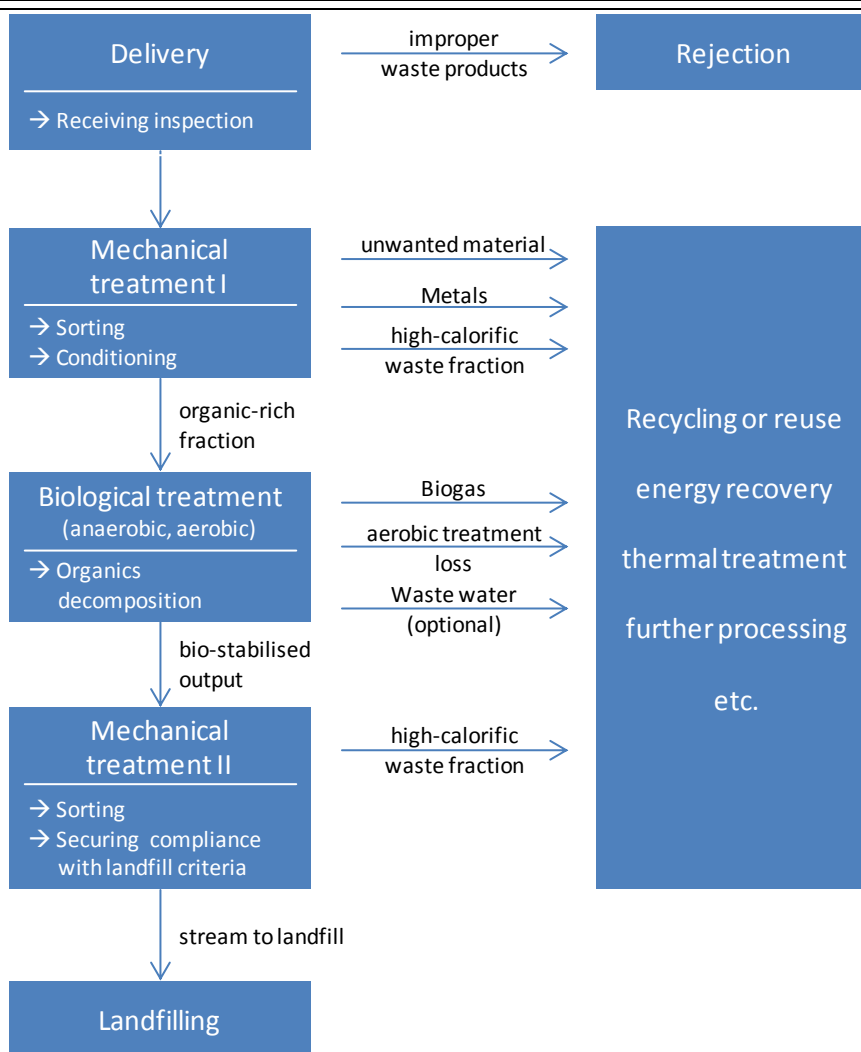 Delivery
→ Receiving inspection
improper
waste products
Rejection
Mechanical
treatment I
→ Sorting
→ Conditioning
unwanted material
Metals
high-calorific
waste fraction
organic-rich
fraction
Biological treatment
(anaerobic, aerobic)
→ Organics
decomposition
Biogas
aerobic treatment
loss
Waste water
(optional)
bio-stabilised
output
Mechanical
treatment II
→ Sorting
→ Securing compliance
with landfill criteria
high-calorific
waste fraction
Recycling or reuse
energy recovery
thermal treatment
further processing
etc.
stream to landfill
Landfilling